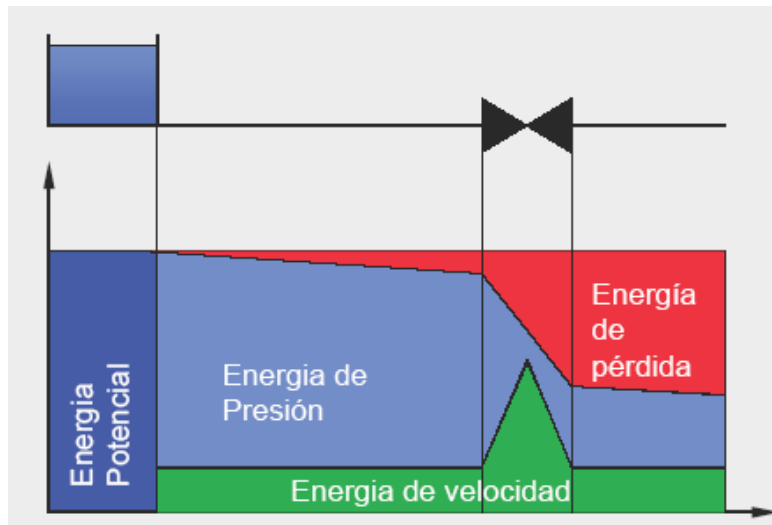 Energia
Potencial
Energia de
Presión
Energía
de
pérdida
Energia de velocidad